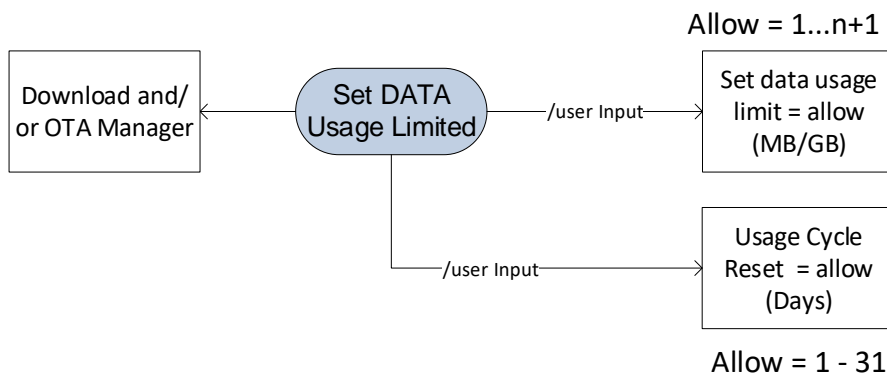 Allow = 1...n+1
Download and/
or OTA Manager
Set DATA
Usage Limited
/user Input
Set data usage
limit = allow
(MB/GB)
/user Input
Usage Cycle
Reset  = allow
(Days)
Allow = 1 - 31